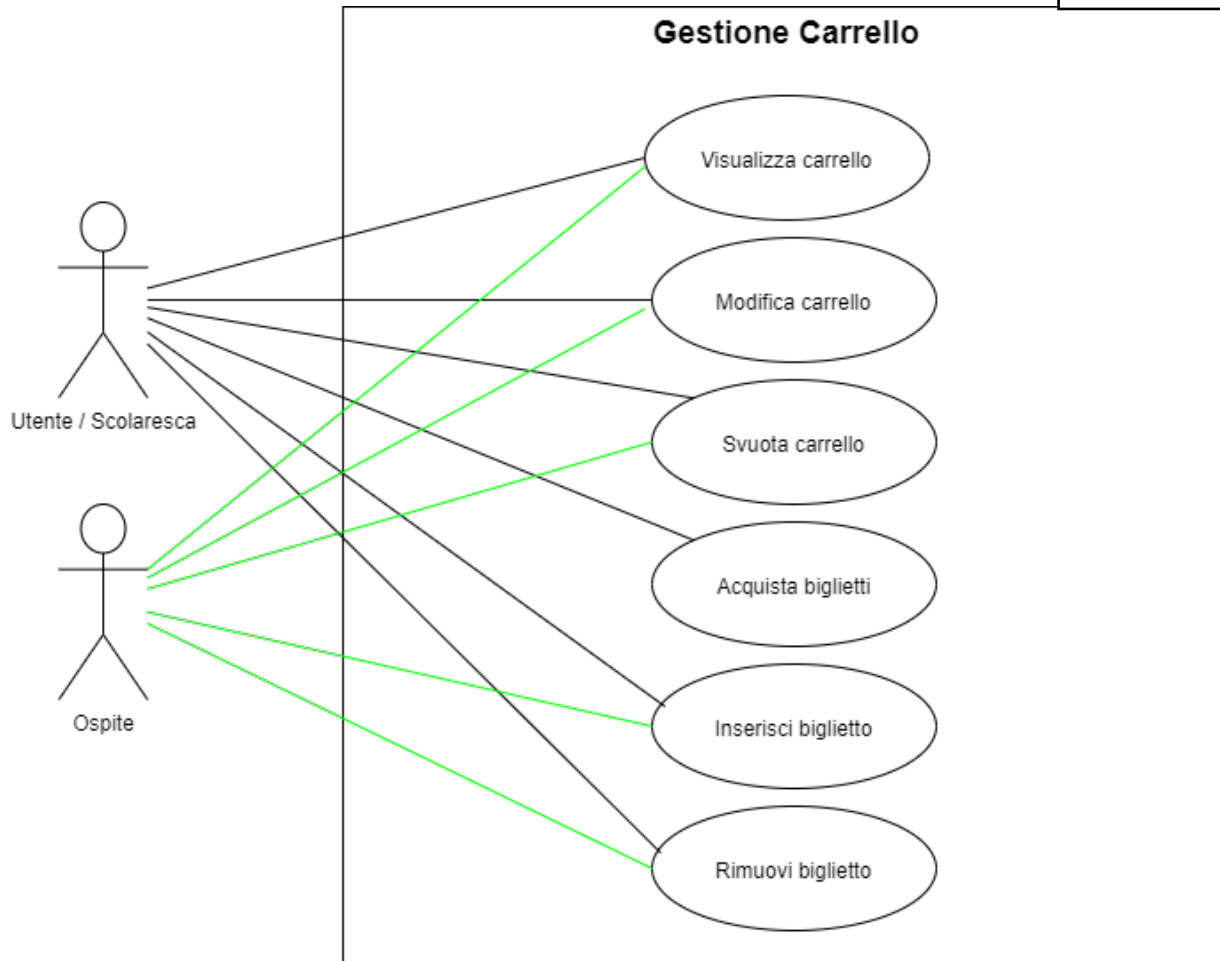 Gestione Carrello
Visualizza carrello
Modifica carrello
Utente / Scolaresca
Svuota carrello
Acquista biglietti
Ospite
Inserisci biglietto
Rimuovi biglietto